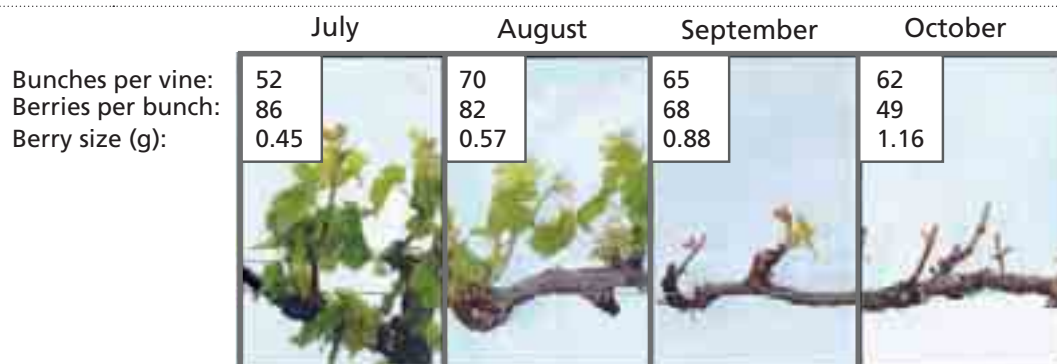 July August September October
Bunches per vine: 52 70 65 62
Berries per bunch: 86 82 68 49
Berry size (g): 0.45 0.57 0.88 1.16